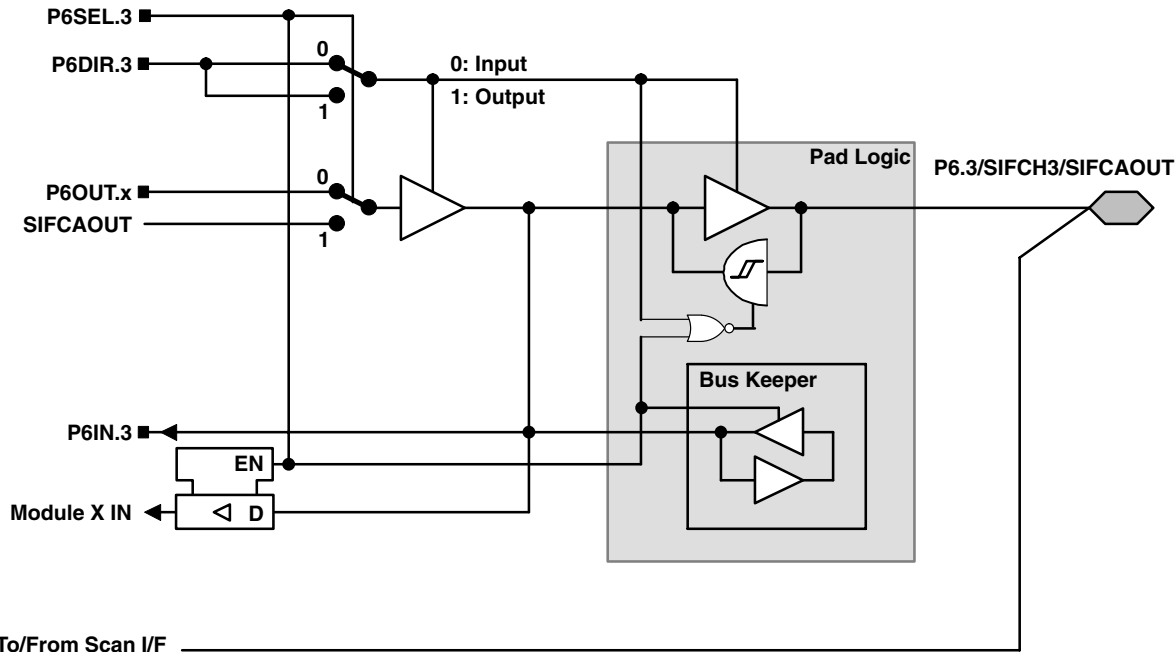 P6SEL.3
P6DIR.3
0
1
0: Input
1: Output
Pad Logic
P6.3/SIFCH3/SIFCAOUT
P6OUT.x
SIFCAOUT
0
1
Bus Keeper
P6IN.3
EN
D
Module X IN
To/From Scan I/F